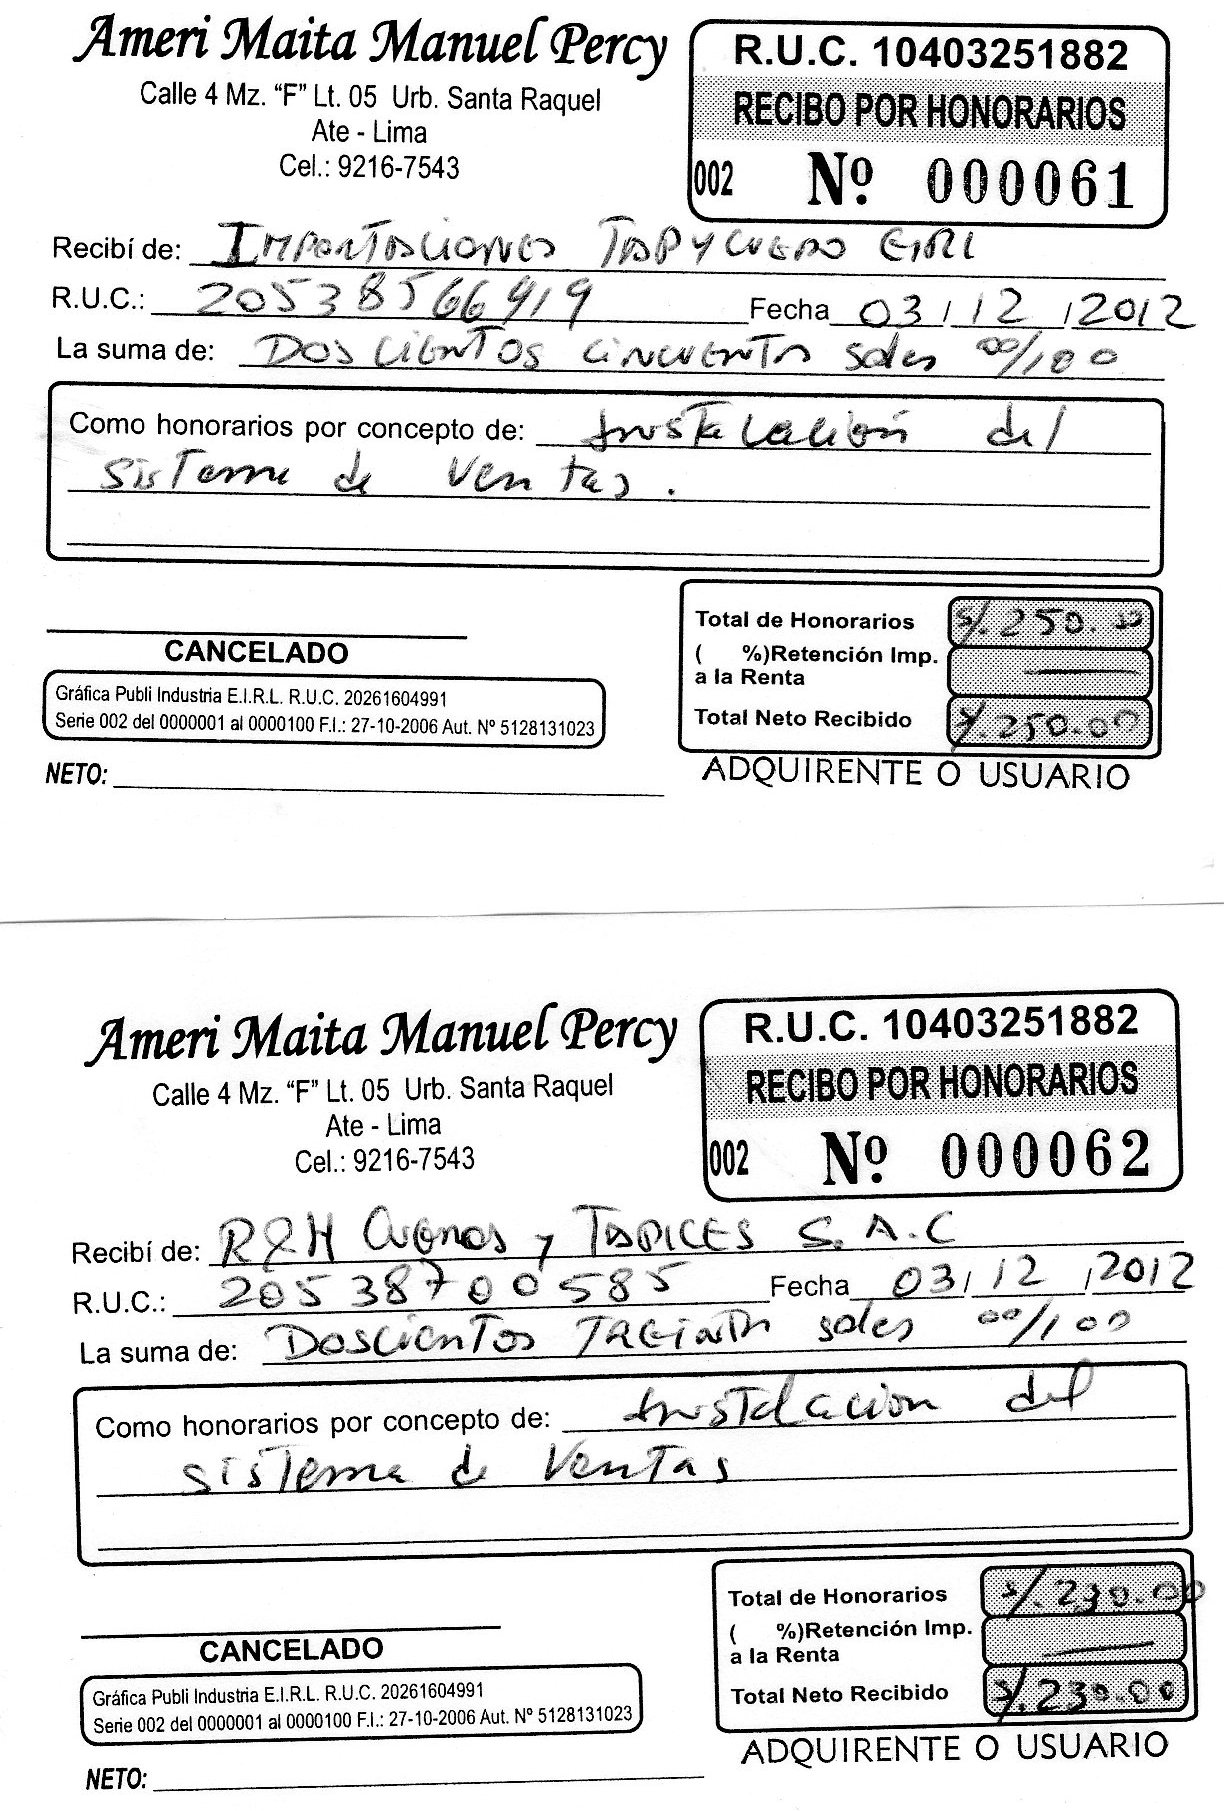 Ameri Maita Manuel Percy
Calle 4 Mz. “F” Lt. 05 Urb. Santa Raquel
Ate - Lima
Cel.: 9216-7543
R.U.C. 10403251882
RECIBO POR HONORARIOS
002 Nº 000061
Recibí de: IMPORTACIONES TAPYCUERO EIRL
R.U.C.: 20538566919 Fecha 03/12/2012
La suma de: DOSCIENTOS CINCUENTA soles 00/100
Como honorarios por concepto de: Instalación del
sistema de Ventas.
Total de Honorarios S/. 250.00
( %)Retención Imp. —
a la Renta
Total Neto Recibido S/. 250.00
CANCELADO
Gráfica Publi Industria E.I.R.L. R.U.C. 20261604991
Serie 002 del 0000001 al 0000100 F.I.: 27-10-2006 Aut. Nº 5128131023
NETO:
ADQUIRENTE O USUARIO
Ameri Maita Manuel Percy
Calle 4 Mz. “F” Lt. 05 Urb. Santa Raquel
Ate - Lima
Cel.: 9216-7543
R.U.C. 10403251882
RECIBO POR HONORARIOS
002 Nº 000062
Recibí de: R&H Cueros y TAPICES S.A.C
R.U.C.: 20538700585 Fecha 03/12/2012
La suma de: DOSCIENTOS TREINTA soles 00/100
Como honorarios por concepto de: Instalacion del
sistema de Ventas
Total de Honorarios S/. 230.00
( %)Retención Imp. —
a la Renta
Total Neto Recibido S/. 230.00
CANCELADO
Gráfica Publi Industria E.I.R.L. R.U.C. 20261604991
Serie 002 del 0000001 al 0000100 F.I.: 27-10-2006 Aut. Nº 5128131023
NETO:
ADQUIRENTE O USUARIO